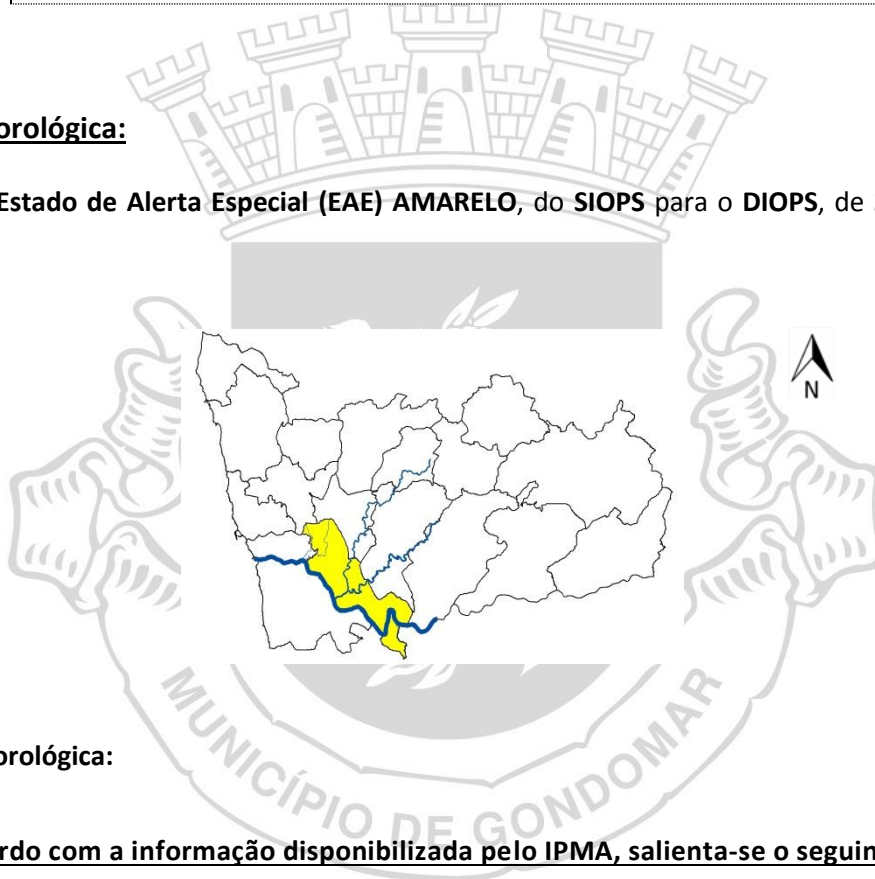 orológica:
Estado de Alerta Especial (EAE) AMARELO, do SIOPS para o DIOPS, de
N
orológica:
MUNICÍPIO DE GONDOMAR
rdo com a informação disponibilizada pelo IPMA, salienta-se o seguin